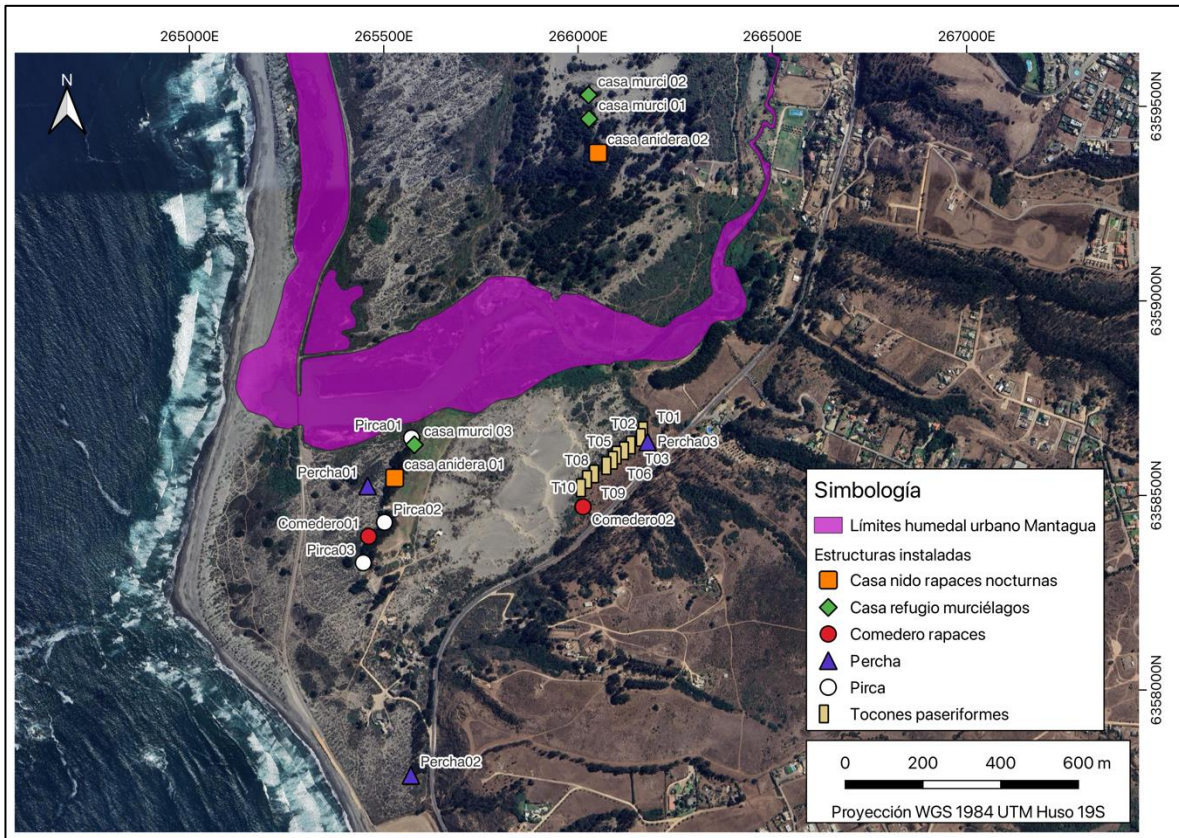 265000E
265500E
266000E
266500E
267000E
N
casa murci 02
casa murci 01
casa anidera 02
6359500N
6359000N
6358500N
6358000N
Pirca01
casa murci 03
casa anidera 01
Percha01
Pirca02
Comedero01
Pirca03
T01
T02
Percha03
T05
T03
T08
T06
T10
T09
Comedero02
Percha02
Simbología
Límites humedal urbano Mantagua
Estructuras instaladas
Casa nido rapaces nocturnas
Casa refugio murciélagos
Comedero rapaces
Percha
Pirca
Tocones paseriformes
0 200 400 600 m
Proyección WGS 1984 UTM Huso 19S